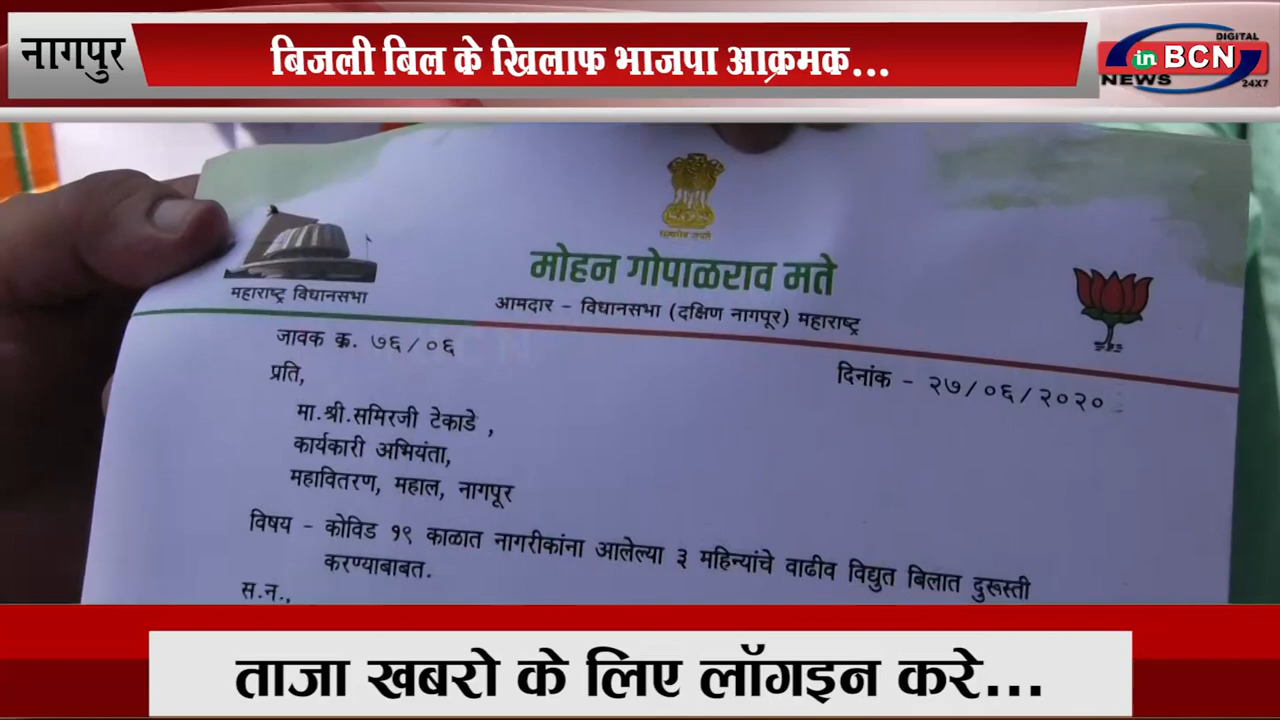 नागपुर
बिजली बिल के खिलाफ भाजपा आक्रमक...
DIGITAL
in BCN
NEWS
24X7
महाराष्ट्र विधानसभा
मोहन गोपाळराव मते
आमदार - विधानसभा (दक्षिण नागपूर) महाराष्ट्र
जावक क्र. ७६/०६
दिनांक - २७/०६/२०२०
प्रति,
मा.श्री.समिरजी टेकाडे ,
कार्यकारी अभियंता,
महावितरण, महाल, नागपूर
विषय - कोविड १९ काळात नागरीकांना आलेल्या ३ महिन्यांचे वाढीव विद्युत बिलात दुरूस्ती
करण्याबाबत.
स.न.,
ताजा खबरो के लिए लॉगइन करे...